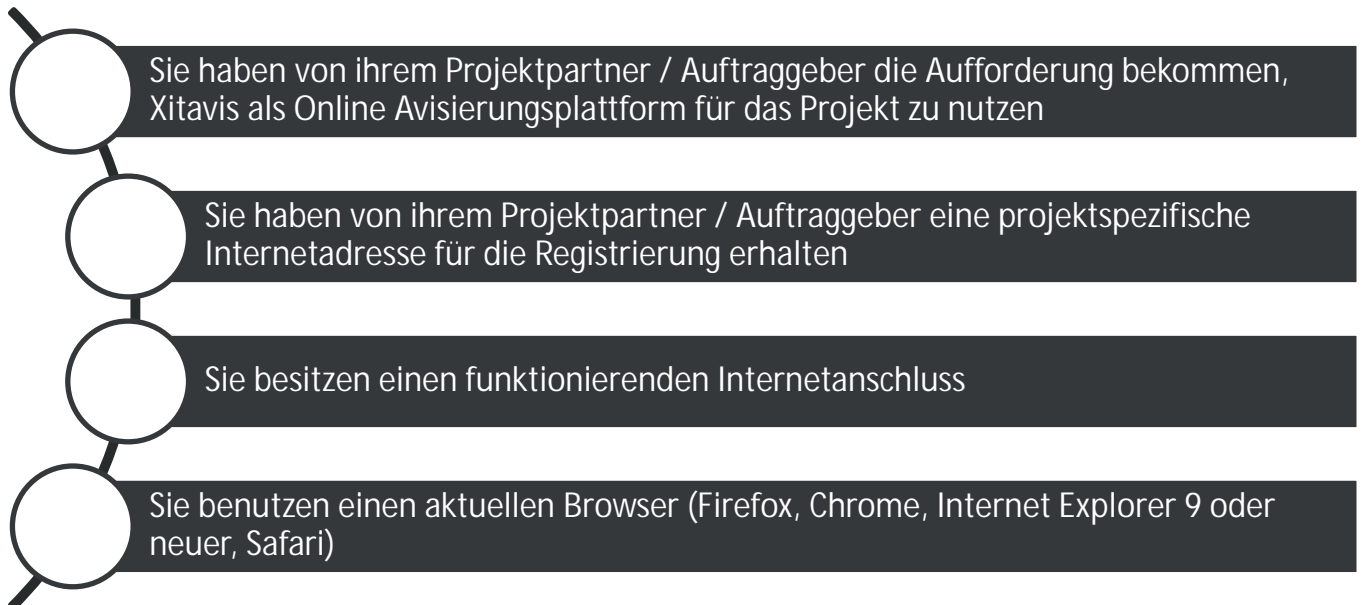 Sie haben von ihrem Projektpartner / Auftraggeber die Aufforderung bekommen,
Xitavis als Online Avisierungsplattform für das Projekt zu nutzen
Sie haben von ihrem Projektpartner / Auftraggeber eine projektspezifische
Internetadresse für die Registrierung erhalten
Sie besitzen einen funktionierenden Internetanschluss
Sie benutzen einen aktuellen Browser (Firefox, Chrome, Internet Explorer 9 oder
neuer, Safari)